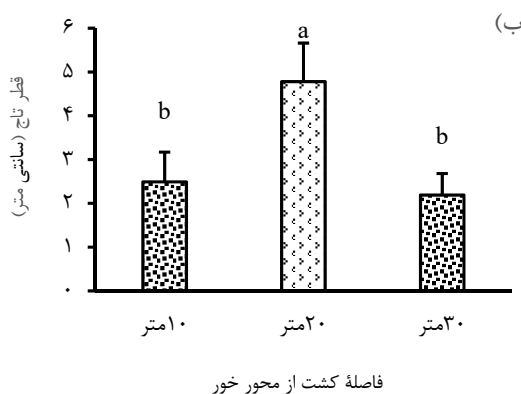 ب)
قطر تاج (سانتی متر)
۶
۵
۴
۳
۲
۱
۰
b
a
b
۱۰متر
۲۰متر
۳۰متر
فاصلهٔ کشت از محور خور